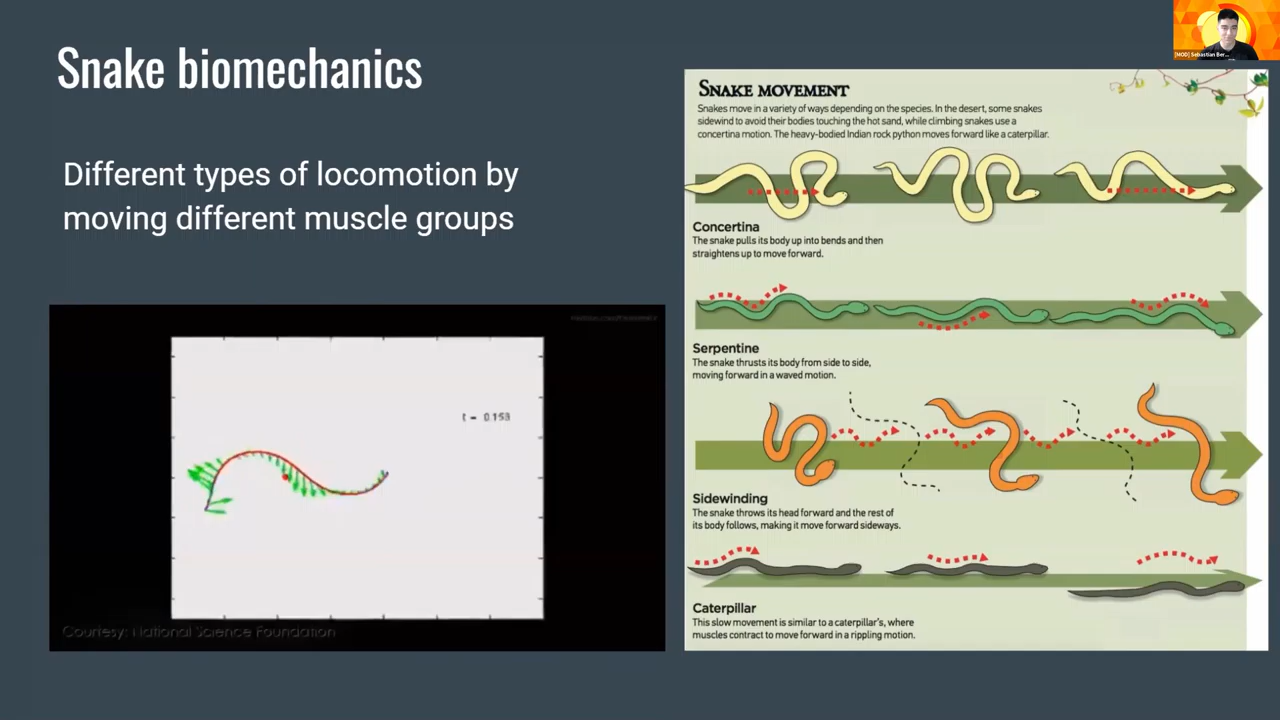 Snake biomechanics
Different types of locomotion by
moving different muscle groups
t = 0.153
Courtesy: National Science Foundation
[MOD] Sebastian Ber...
SNAKE MOVEMENT
Snakes move in a variety of ways depending on the species. In the desert, some snakes
sidewind to avoid their bodies touching the hot sand, while climbing snakes use a
concertina motion. The heavy-bodied Indian rock python moves forward like a caterpillar.
Concertina
The snake pulls its body up into bends and then
straightens up to move forward.
Serpentine
The snake thrusts its body from side to side,
moving forward in a waved motion.
Sidewinding
The snake throws its head forward and the rest of
its body follows, making it move forward sideways.
Caterpillar
This slow movement is similar to a caterpillar's, where
muscles contract to move forward in a rippling motion.